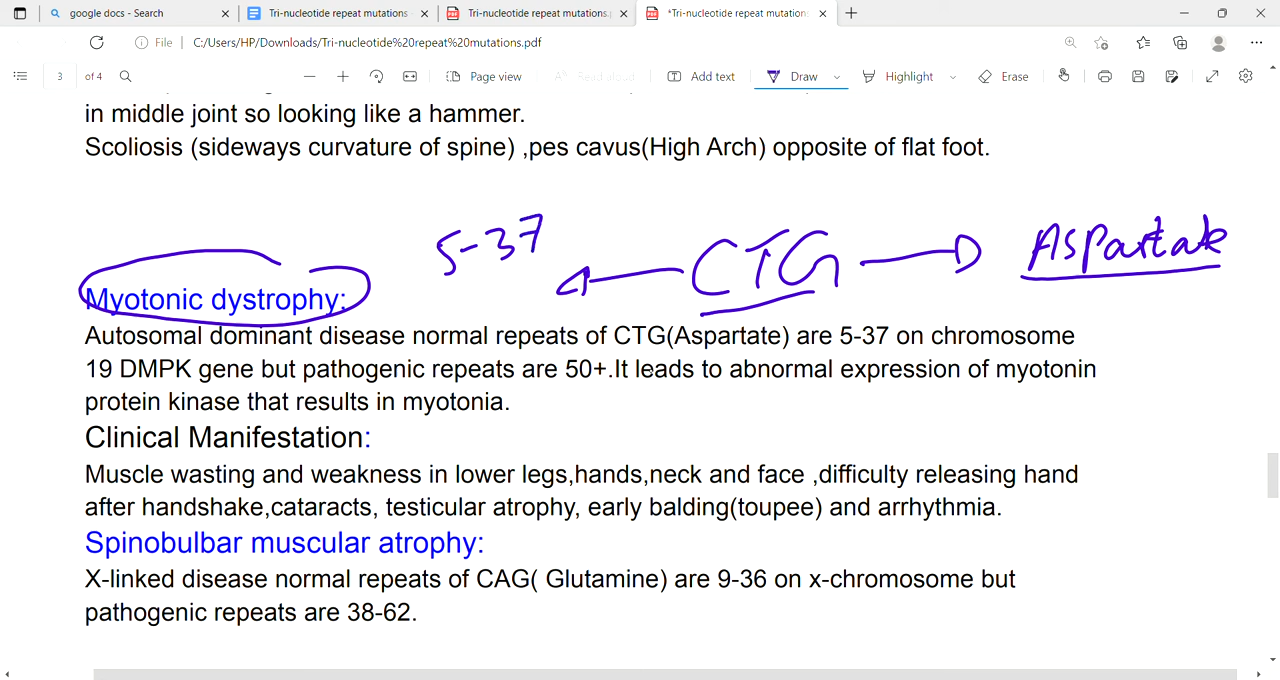 google docs - Search
Tri-nucleotide repeat mutations
Tri-nucleotide repeat mutations.
*Tri-nucleotide repeat mutations
File C:/Users/HP/Downloads/Tri-nucleotide%20repeat%20mutations.pdf
3 of 4 Page view Read aloud Add text Draw Highlight Erase
in middle joint so looking like a hammer.
Scoliosis (sideways curvature of spine) ,pes cavus(High Arch) opposite of flat foot.
5-37 CTG Aspartate
Myotonic dystrophy:
Autosomal dominant disease normal repeats of CTG(Aspartate) are 5-37 on chromosome
19 DMPK gene but pathogenic repeats are 50+.It leads to abnormal expression of myotonin
protein kinase that results in myotonia.
Clinical Manifestation:
Muscle wasting and weakness in lower legs,hands,neck and face ,difficulty releasing hand
after handshake,cataracts, testicular atrophy, early balding(toupee) and arrhythmia.
Spinobulbar muscular atrophy:
X-linked disease normal repeats of CAG( Glutamine) are 9-36 on x-chromosome but
pathogenic repeats are 38-62.